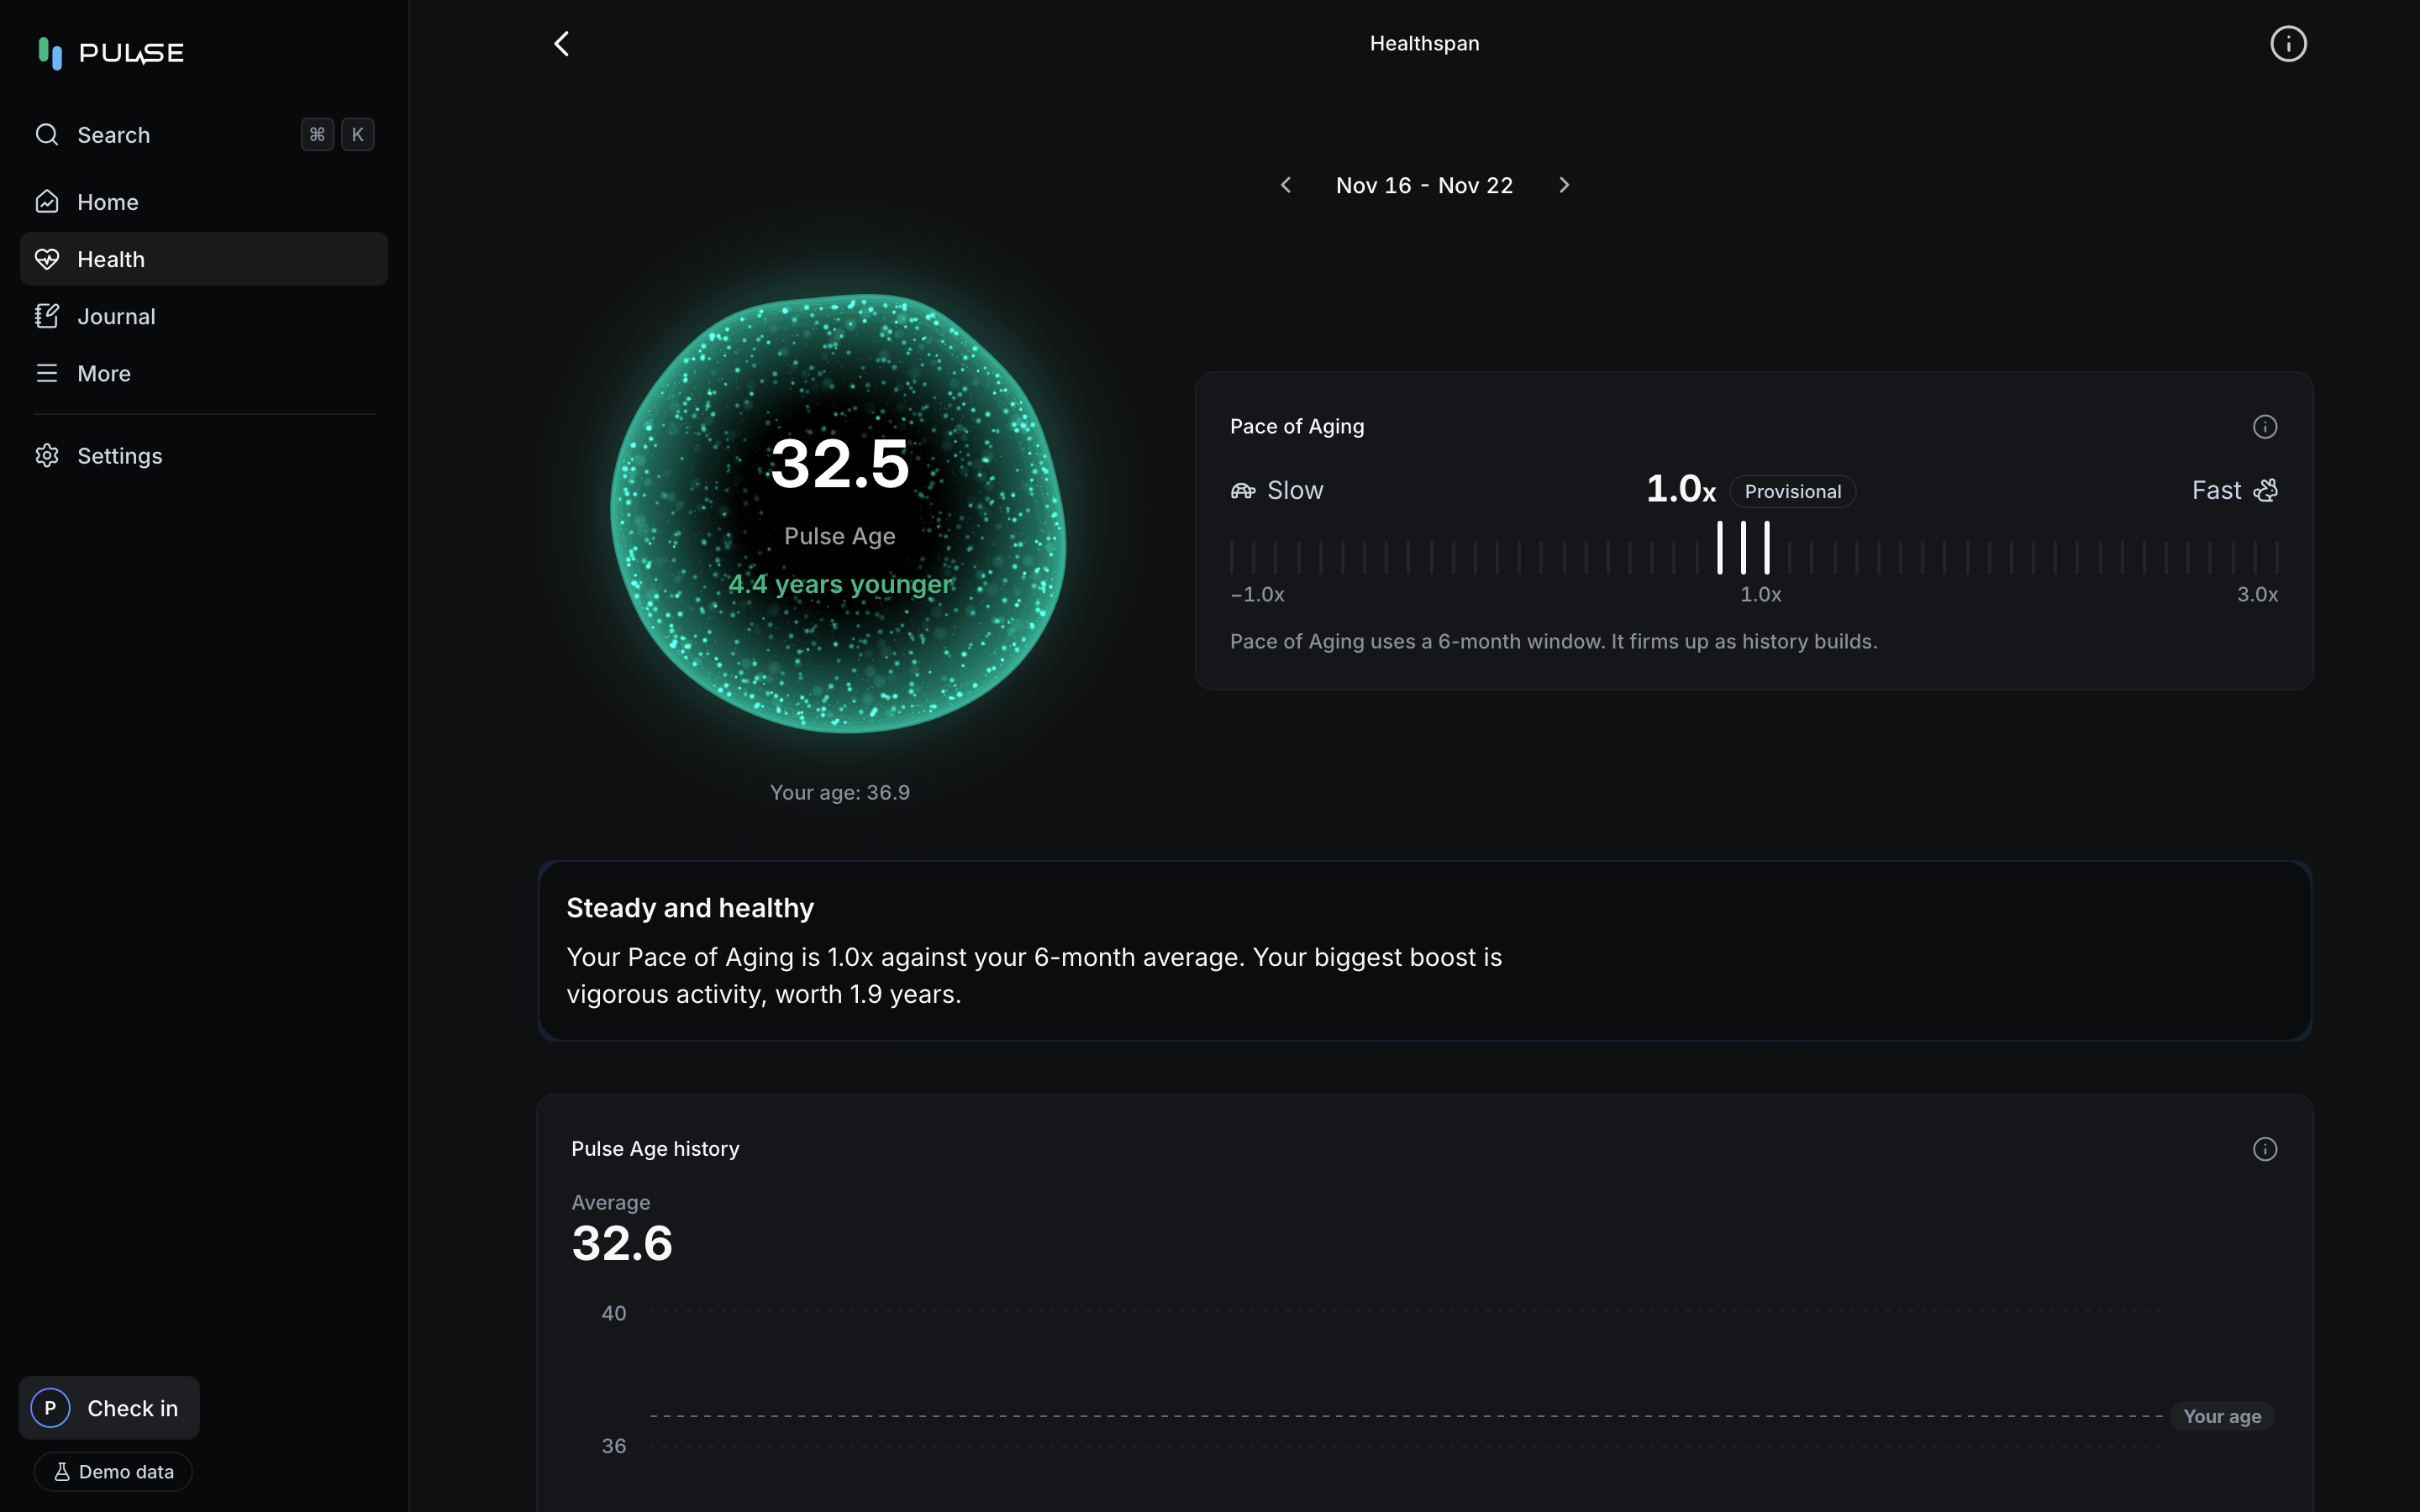 PULSE
Search ⌘ K
Home
Health
Journal
More
Settings
P Check in
Demo data
Healthspan
Nov 16 - Nov 22
32.5
Pulse Age
4.4 years younger
Your age: 36.9
Pace of Aging
Slow
1.0x Provisional
Fast
−1.0x 1.0x 3.0x
Pace of Aging uses a 6-month window. It firms up as history builds.
Steady and healthy
Your Pace of Aging is 1.0x against your 6-month average. Your biggest boost is
vigorous activity, worth 1.9 years.
Pulse Age history
Average
32.6
40
Your age
36